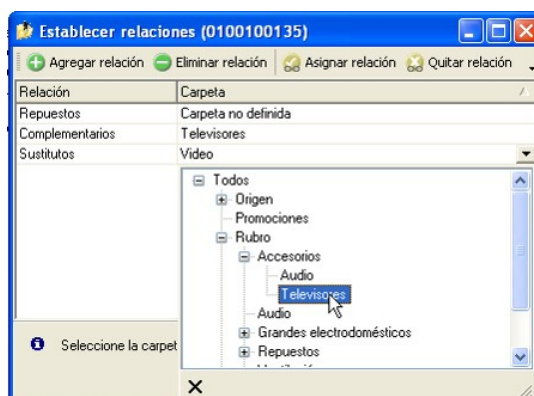 Establecer relaciones (0100100135)
Agregar relación Eliminar relación Asignar relación Quitar relación
Relación Carpeta
Repuestos Carpeta no definida
Complementarios Televisores
Sustitutos Video
Todos
Origen
Promociones
Rubro
Accesorios
Audio
Televisores
Audio
Grandes electrodomésticos
Seleccione la carpet
Repuestos